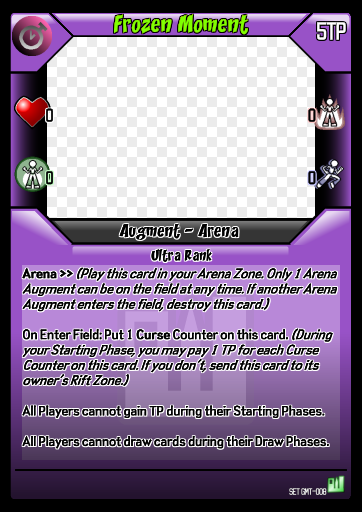 Frozen Moment
5TP
0
0
0
0
Augment - Arena
Ultra Rank
Arena >> (Play this card in your Arena Zone. Only 1 Arena
Augment can be on the field at any time. If another Arena
Augment enters the field, destroy this card.)
On Enter Field: Put 1 Curse Counter on this card. (During
your Starting Phase, you may pay 1 TP for each Curse
Counter on this card. If you don't, send this card to its
owner's Rift Zone.)
All Players cannot gain TP during their Starting Phases.
All Players cannot draw cards during their Draw Phases.
SET GMT-008